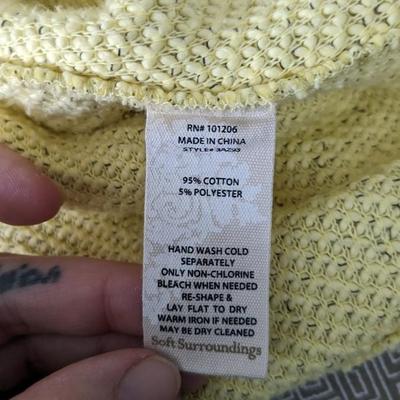 RN# 101206
MADE IN CHINA
95% COTTON
5% POLYESTER
HAND WASH COLD
SEPARATELY
ONLY NON-CHLORINE
BLEACH WHEN NEEDED
RE-SHAPE &
LAY FLAT TO DRY
WARM IRON IF NEEDED
MAY BE DRY CLEANED
Soft Surroundings